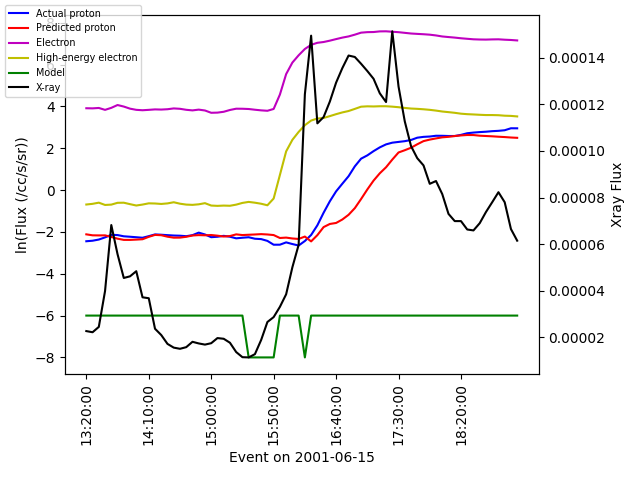 Actual proton
Predicted proton
Electron
High-energy electron
Model
X-ray
4
2
0
−2
−4
−6
−8
ln(Flux (/cc/s/sr))
0.00014
0.00012
0.00010
0.00008
0.00006
0.00004
0.00002
Xray Flux
13:20:00
14:10:00
15:00:00
15:50:00
16:40:00
17:30:00
18:20:00
Event on 2001-06-15